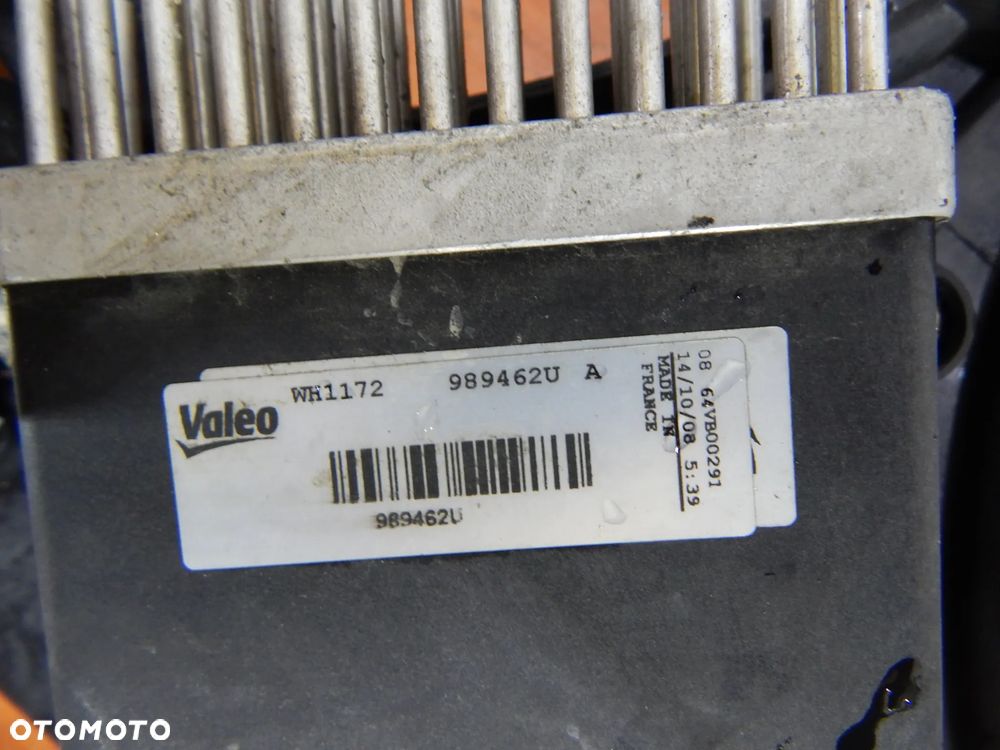 WH1172 989462U A
Valeo
989462U
MADE IN
FRANCE
08 64VB00291
14/10/08 5:39
OTOMOTO